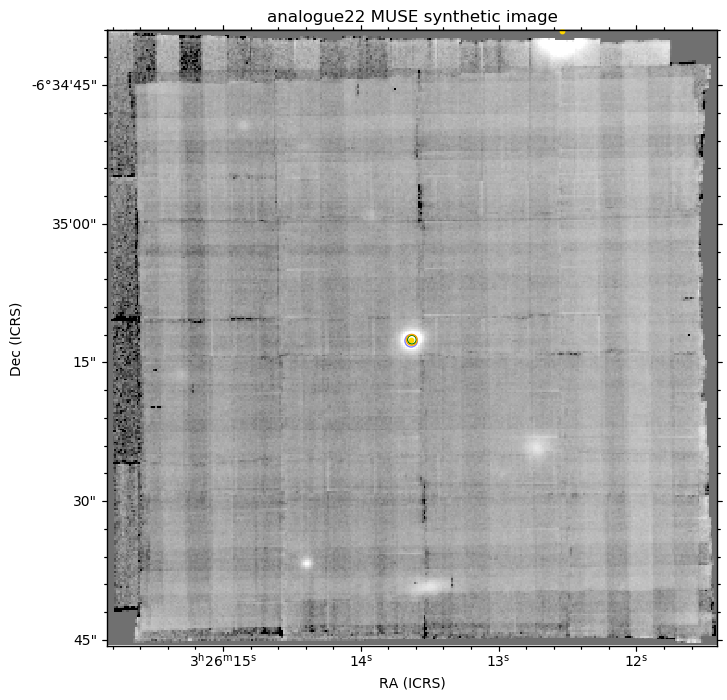 analogue22 MUSE synthetic image
-6°34'45"
35'00"
15"
30"
45"
Dec (ICRS)
3h26m15s 14s 13s 12s
RA (ICRS)